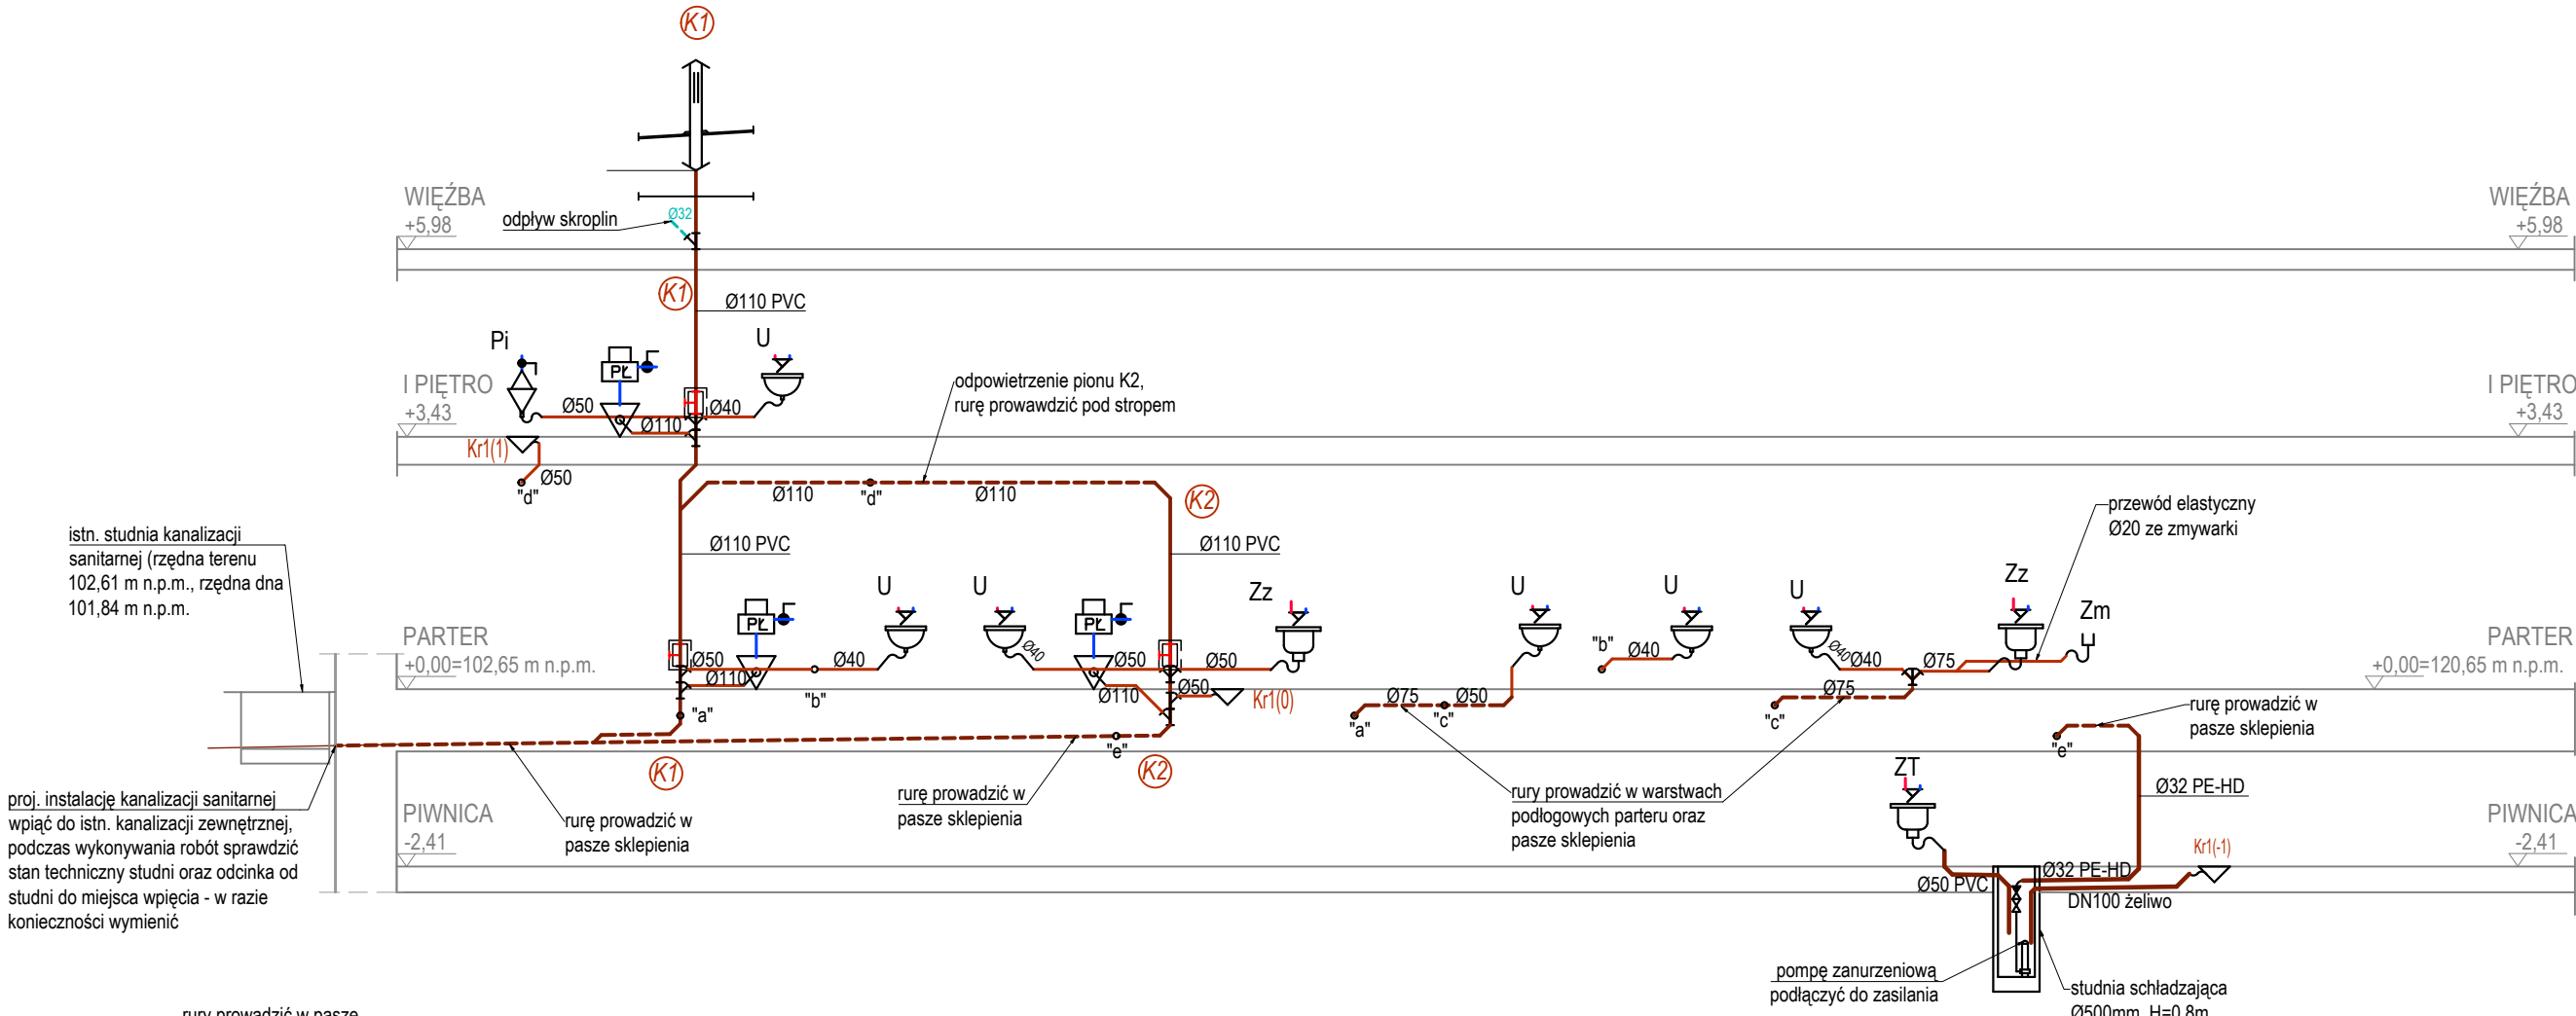 K1
WIĘŹBA
+5,98
odpływ skroplin
Ø32
WIĘŹBA
+5,98
K1
Ø110 PVC
Pi
PŁ
U
I PIĘTRO
+3,43
Ø50
Ø110
Ø40
Kr1(1)
Ø50
"d"
odpowietrzenie pionu K2,
rurę prowawdzić pod stropem
I PIĘTRO
+3,43
Ø110
"d"
Ø110
K2
istn. studnia kanalizacji
sanitarnej (rzędna terenu
102,61 m n.p.m., rzędna dna
101,84 m n.p.m.
Ø110 PVC
Ø110 PVC
przewód elastyczny
Ø20 ze zmywarki
PARTER
+0,00=102,65 m n.p.m.
PŁ
U
U
PŁ
Zz
U
U
U
Zz
Zm
PARTER
+0,00=120,65 m n.p.m.
Ø50
Ø110
Ø40
"b"
"a"
Ø40
Ø50
Ø110
Ø50
Ø50
Kr1(0)
"e"
"a"
Ø75
"c"
Ø50
"b"
Ø40
Ø40
Ø40
Ø75
Ø75
"c"
"e"
rurę prowadzić w
pasze sklepienia
K1
K2
proj. instalację kanalizacji sanitarnej
wpiąć do istn. kanalizacji zewnętrznej,
podczas wykonywania robót sprawdzić
stan techniczny studni oraz odcinka od
studni do miejsca wpięcia - w razie
konieczności wymienić
PIWNICA
-2,41
rurę prowadzić w
pasze sklepienia
rurę prowadzić w
pasze sklepienia
rury prowadzić w warstwach
podłogowych parteru oraz
pasze sklepienia
ZT
Ø32 PE-HD
PIWNICA
-2,41
Ø50 PVC
Ø32 PE-HD
DN100 żeliwo
Kr1(-1)
pompę zanurzeniową
podłączyć do zasilania
studnia schładzająca
Ø500mm, H=0,8m
rury prowadzić w pasze